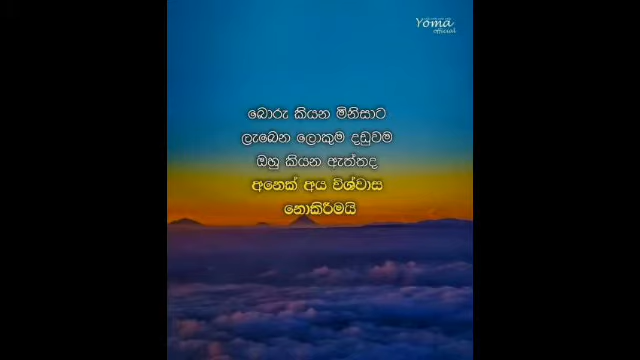 Yoma
official
බොරු කියන මිනිසාට
ලැබෙන ලොකුම දඬුවම
ඔහු කියන ඇත්තද
අනෙක් අය විශ්වාස
නොකිරීමයි